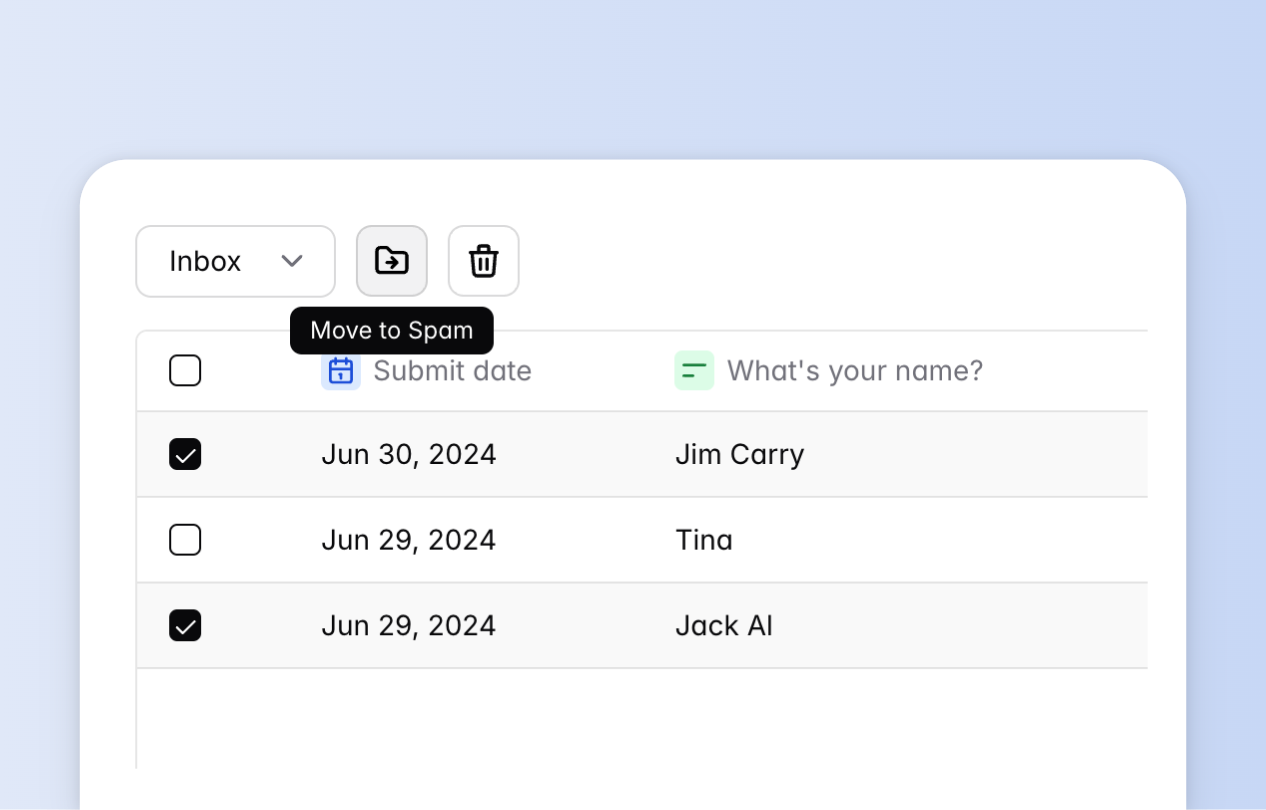 Inbox
Move to Spam
Submit date What's your name?
Jun 30, 2024 Jim Carry
Jun 29, 2024 Tina
Jun 29, 2024 Jack Al